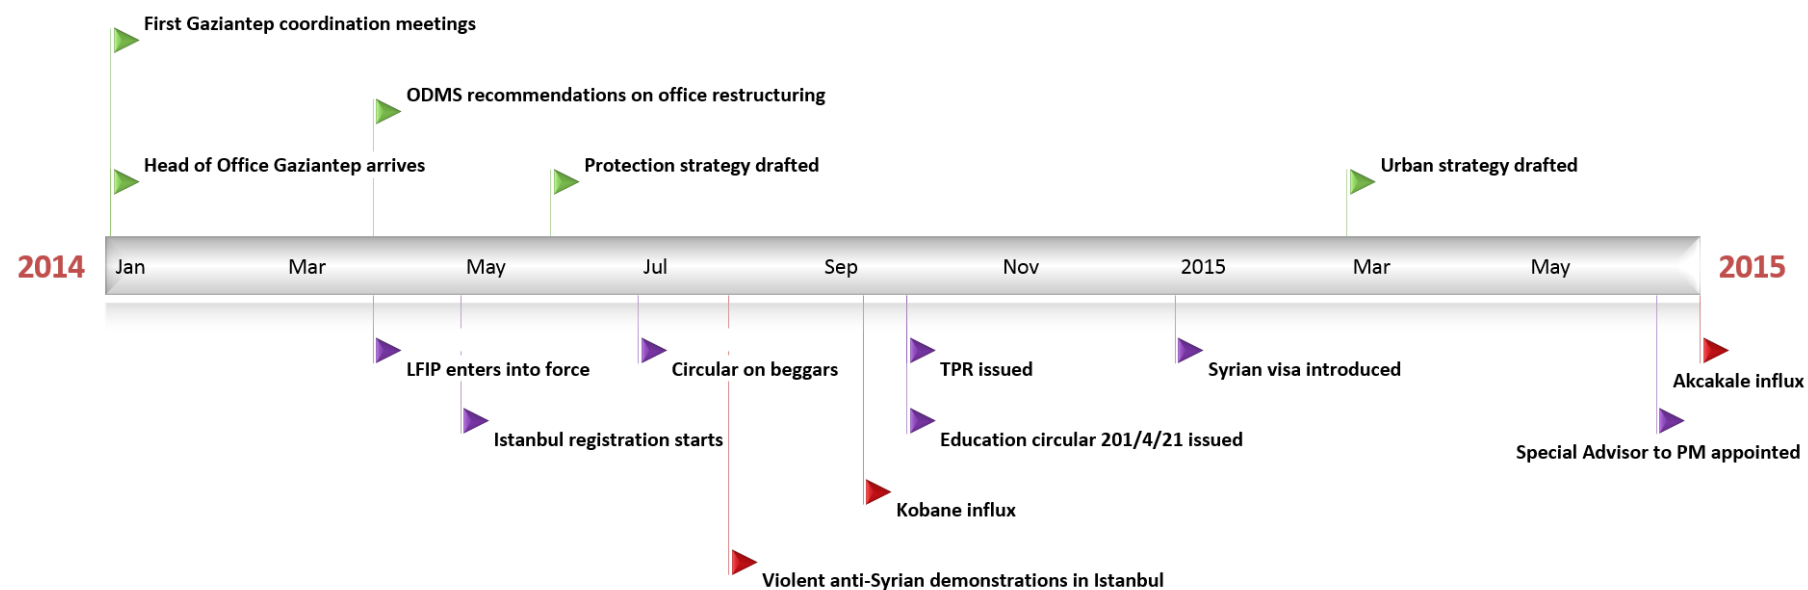 First Gaziantep coordination meetings
ODMS recommendations on office restructuring
Head of Office Gaziantep arrives
Protection strategy drafted
Urban strategy drafted
2014
Jan
Mar
May
Jul
Sep
Nov
2015
Mar
May
2015
LFIP enters into force
Circular on beggars
TPR issued
Syrian visa introduced
Akcakale influx
Istanbul registration starts
Education circular 201/4/21 issued
Special Advisor to PM appointed
Kobane influx
Violent anti-Syrian demonstrations in Istanbul